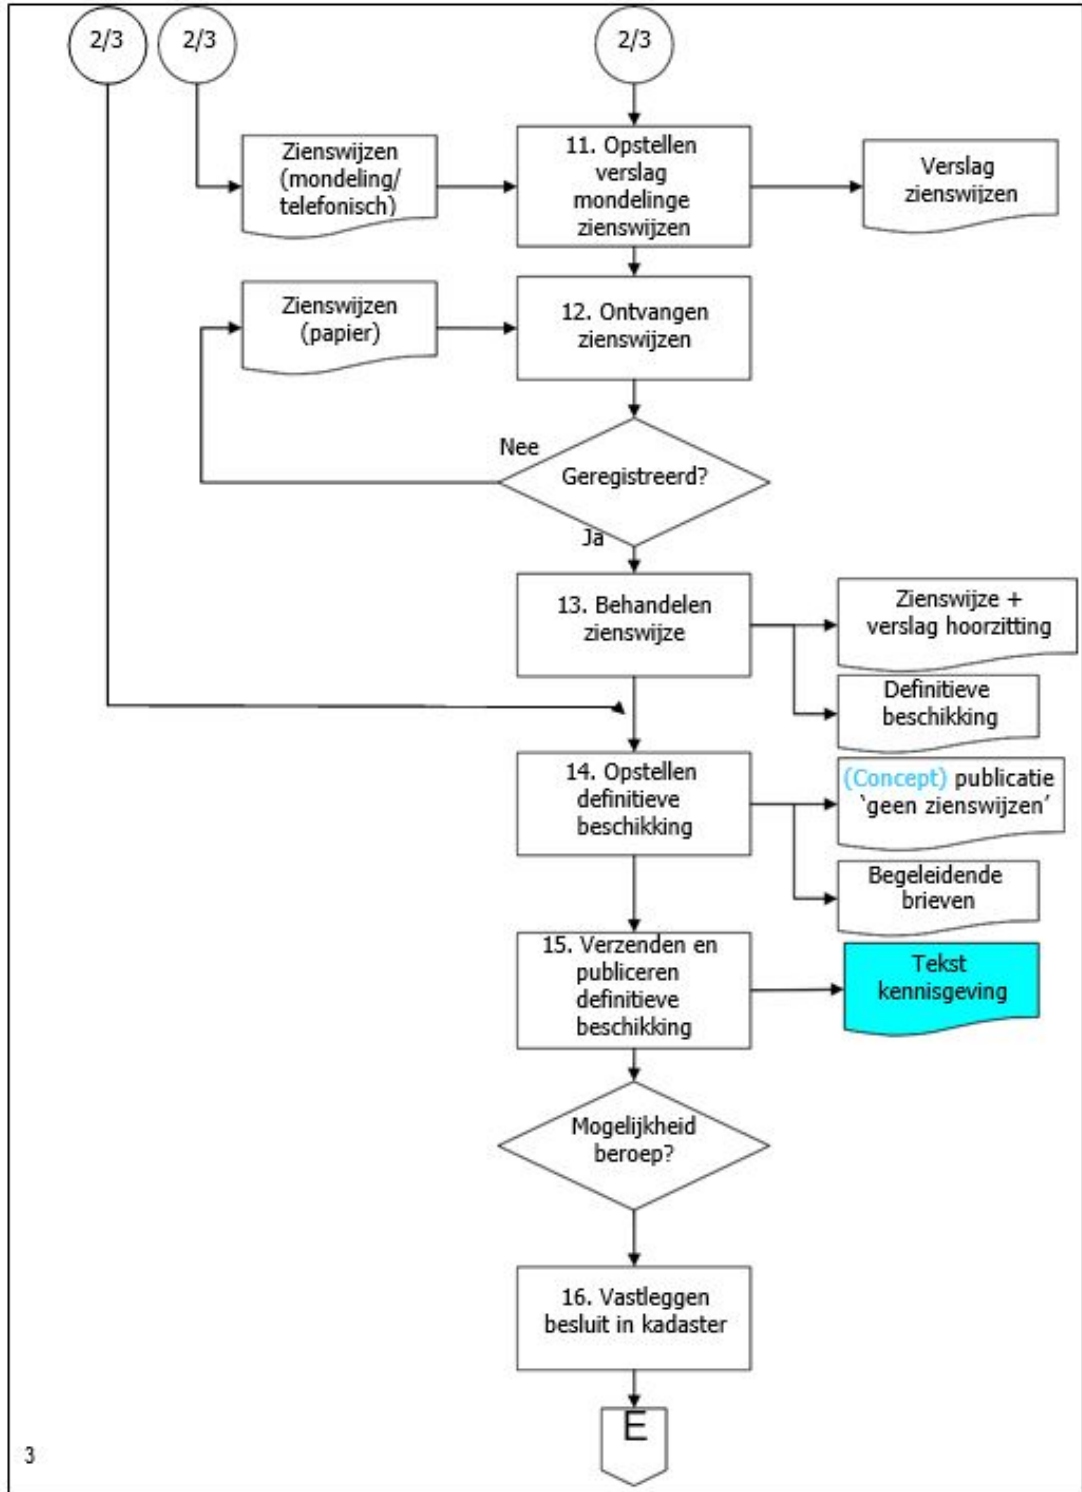 2/3
2/3
2/3
Zienswijzen
(mondeling/
telefonisch)
11. Opstellen
verslag
mondelinge
zienswijzen
Verslag
zienswijzen
Zienswijzen
(papier)
12. Ontvangen
zienswijzen
Nee
Geregistreerd?
Ja
13. Behandelen
zienswijze
Zienswijze +
verslag hoorzitting
Definitieve
beschikking
14. Opstellen
definitieve
beschikking
(Concept) publicatie
‘geen zienswijzen’
Begeleidende
brieven
15. Verzenden en
publiceren
definitieve
beschikking
Tekst
kennisgeving
Mogelijkheid
beroep?
16. Vastleggen
besluit in kadaster
E
3